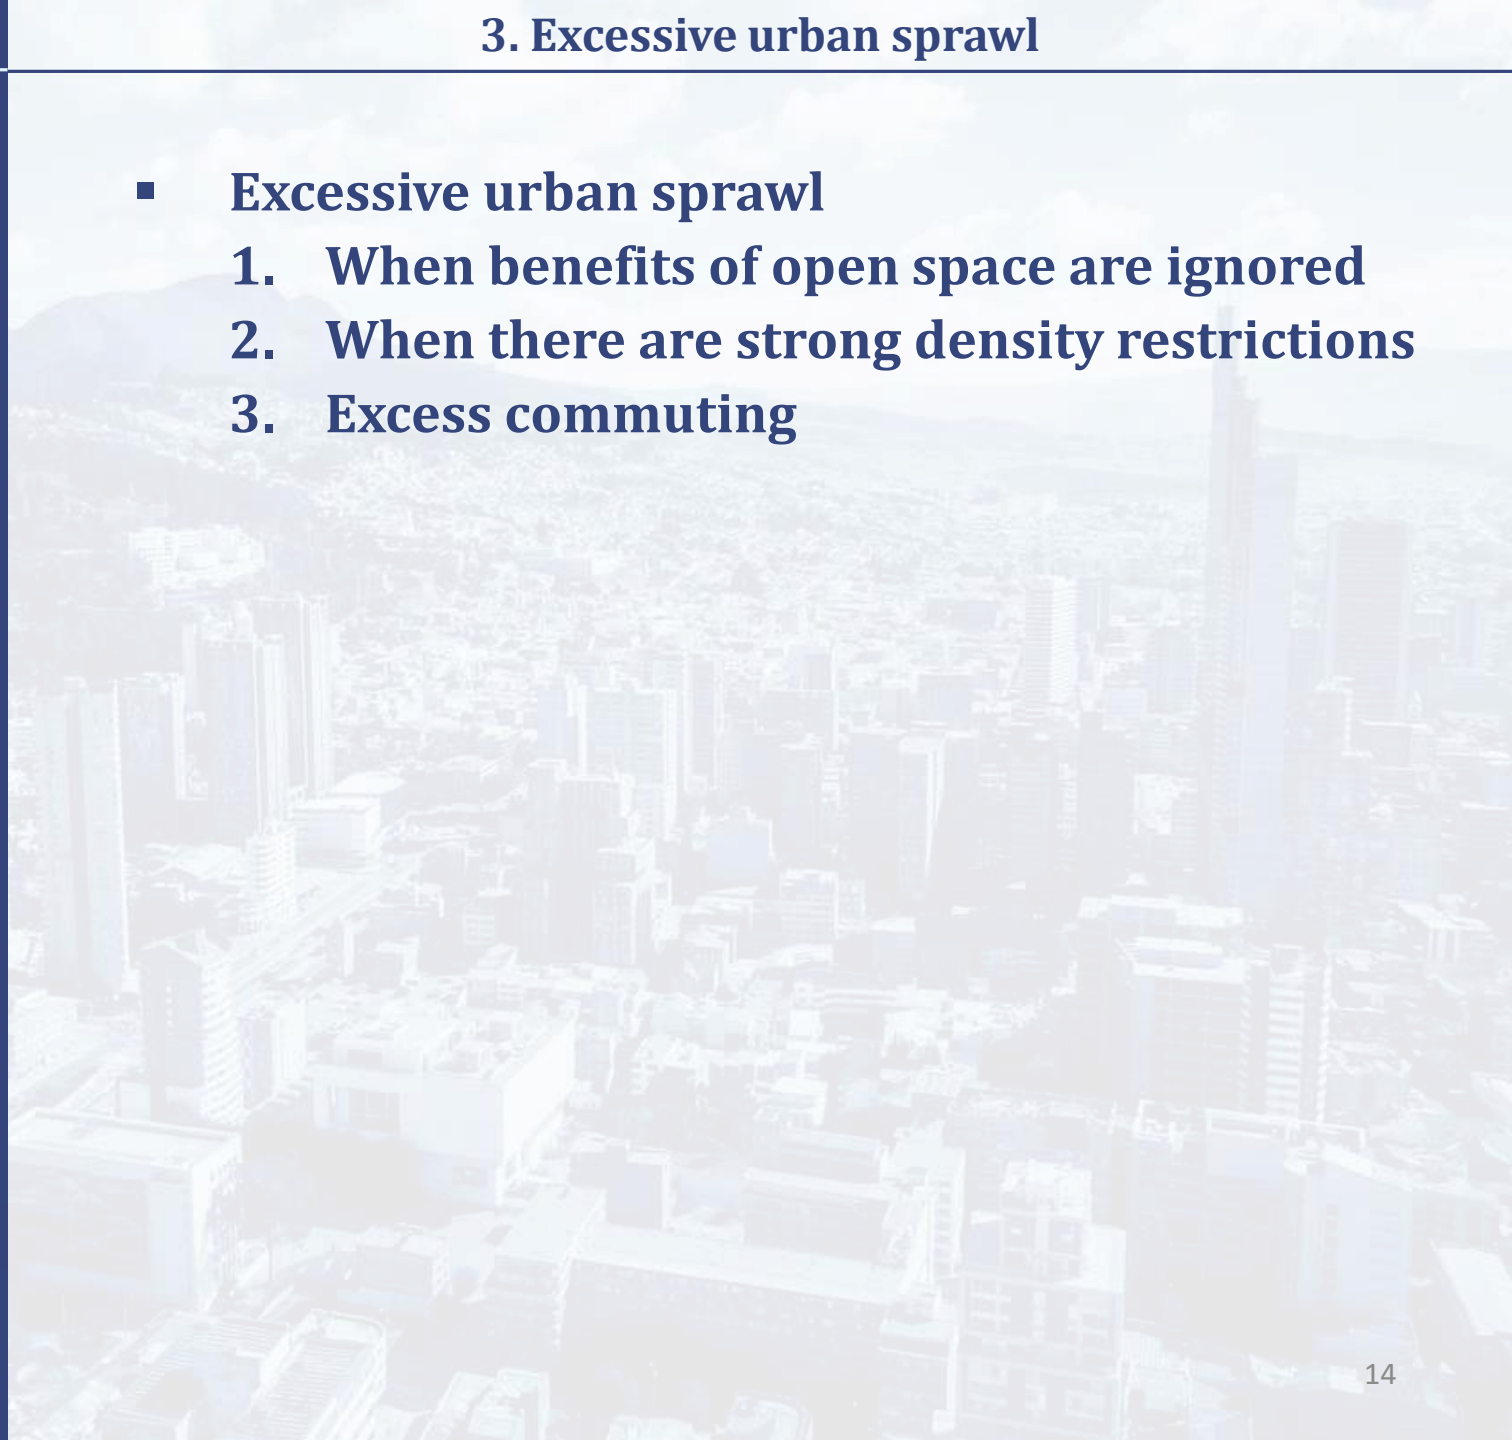 3. Excessive urban sprawl
▪ Excessive urban sprawl
1. When benefits of open space are ignored
2. When there are strong density restrictions
3. Excess commuting
14